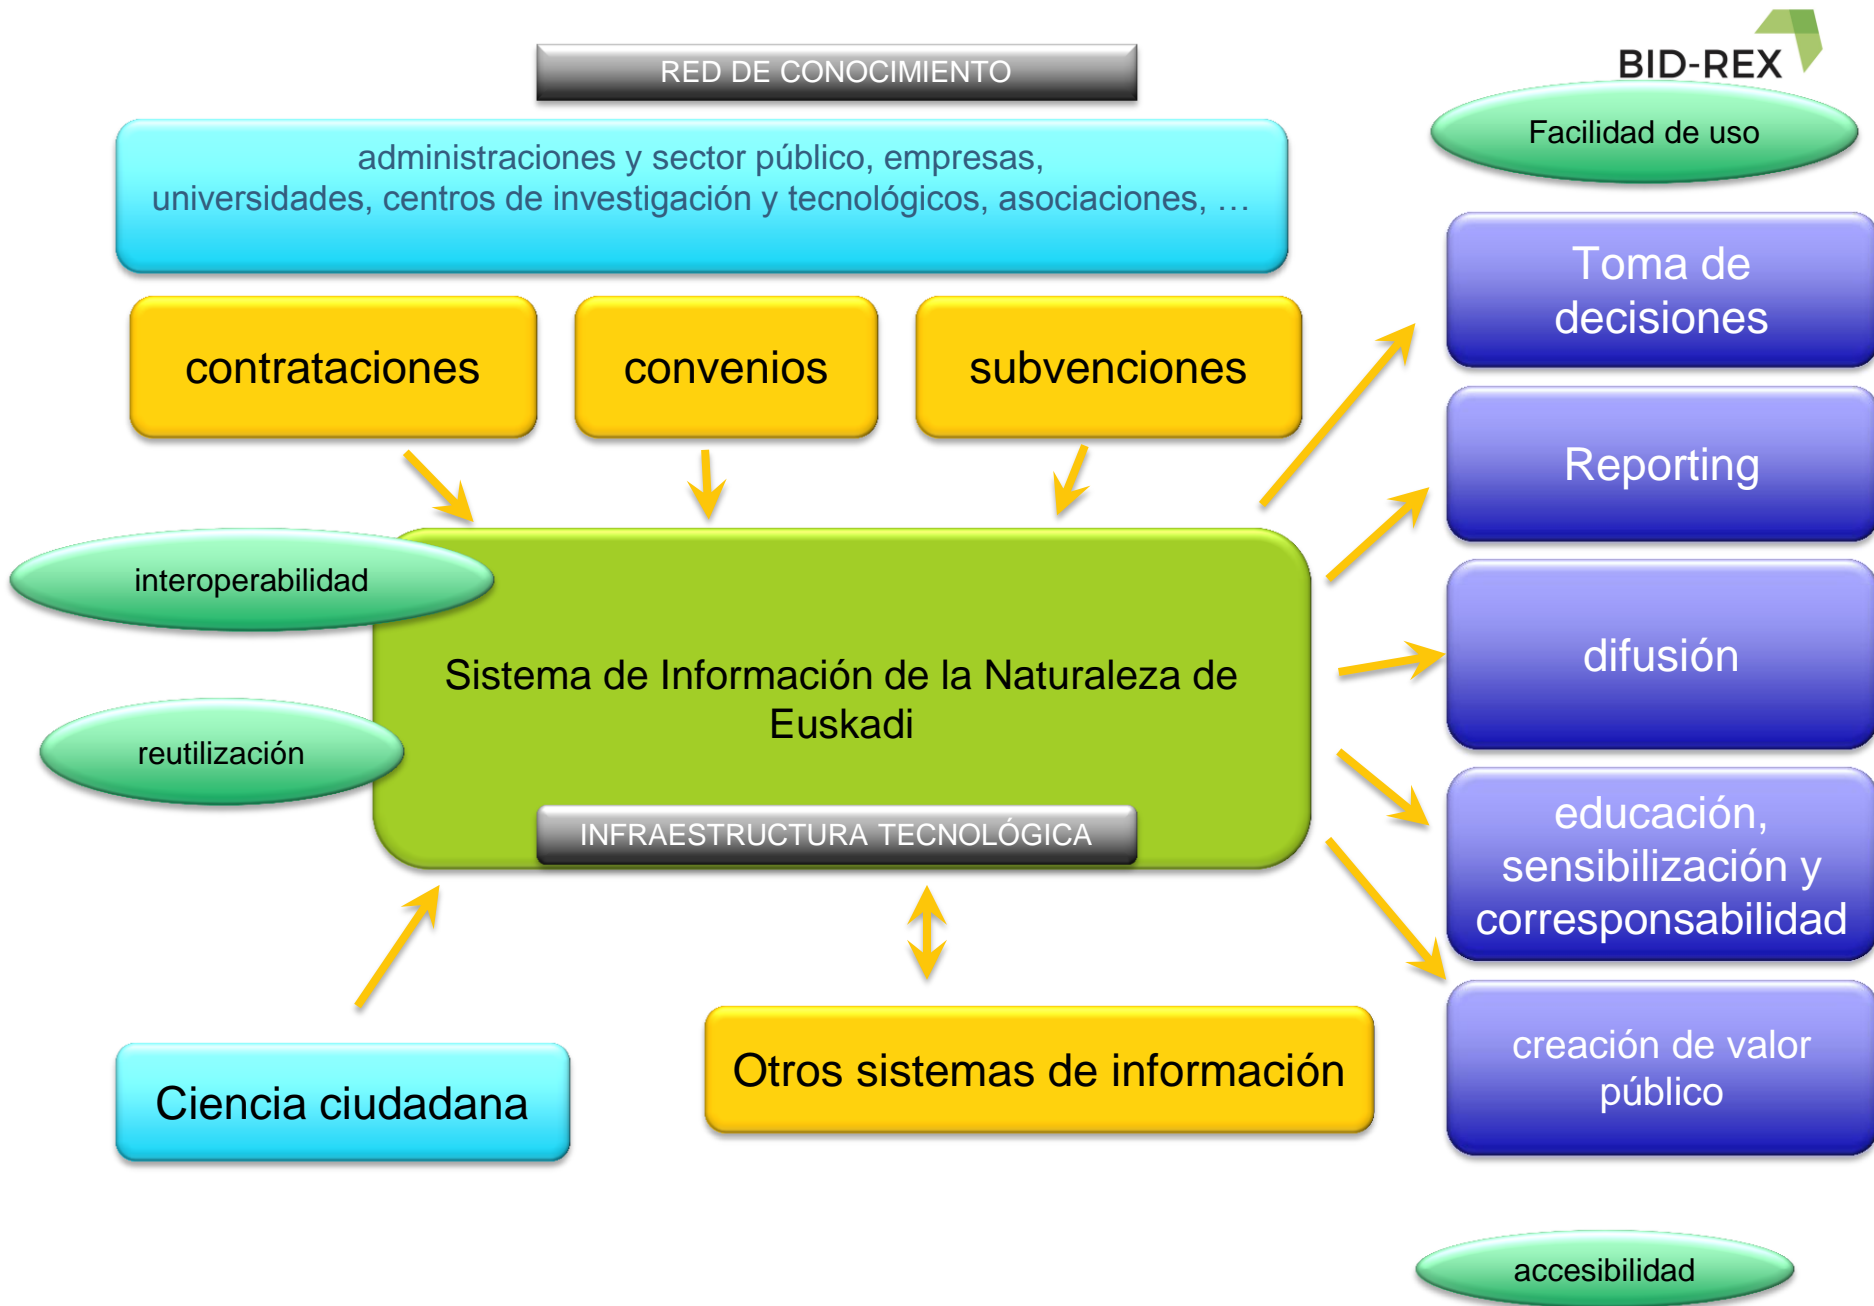 BID-REX
RED DE CONOCIMIENTO
administraciones y sector público, empresas,
universidades, centros de investigación y tecnológicos, asociaciones, …
Facilidad de uso
contrataciones
convenios
subvenciones
Toma de
decisiones
Reporting
difusión
educación,
sensibilización y
corresponsabilidad
creación de valor
público
interoperabilidad
reutilización
Sistema de Información de la Naturaleza de
Euskadi
INFRAESTRUCTURA TECNOLÓGICA
Ciencia ciudadana
Otros sistemas de información
accesibilidad